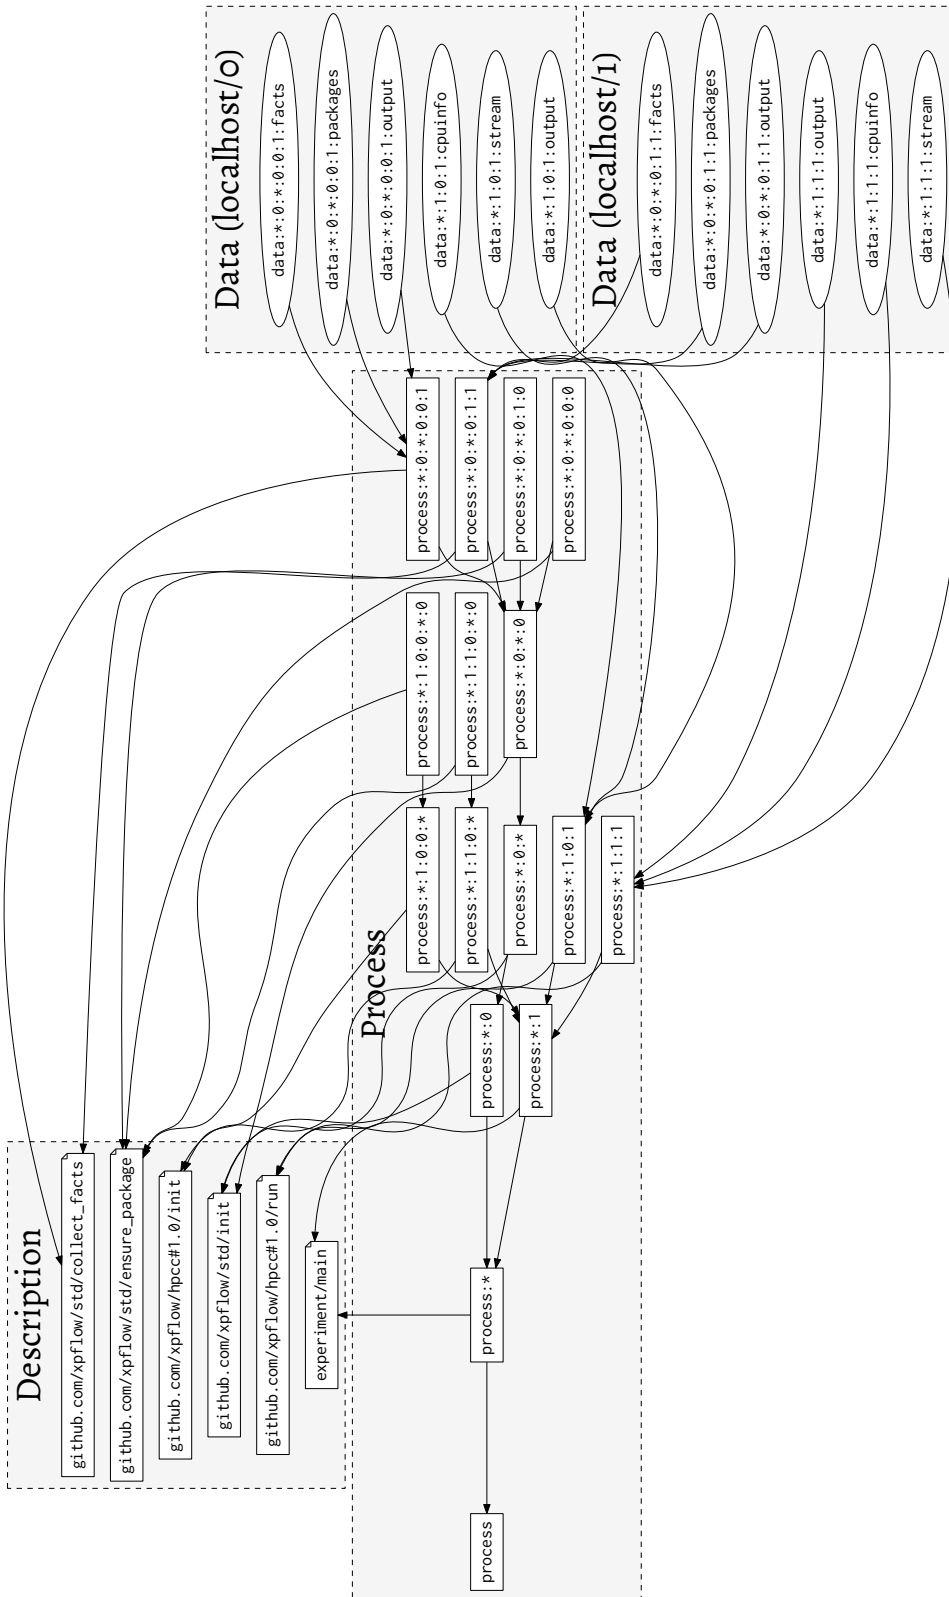 Data (localhost/0)
data:*:0:*:0:0:1:facts
data:*:0:*:0:0:1:packages
data:*:0:*:0:0:1:output
data:*:1:0:1:cpuinfo
data:*:1:0:1:stream
data:*:1:0:1:output
Data (localhost/1)
data:*:0:*:0:1:1:facts
data:*:0:*:0:1:1:packages
data:*:0:*:0:1:1:output
data:*:1:1:1:output
data:*:1:1:1:cpuinfo
data:*:1:1:1:stream
Process
process:*:0:*:0:0:1
process:*:0:*:0:1:1
process:*:0:*:0:1:0
process:*:0:*:0:0:0
process:*:1:0:0:*:0
process:*:1:1:0:*:0
process:*:0:*:0
process:*:1:0:0:*
process:*:1:1:0:*
process:*:0:*
process:*:1:0:1
process:*:1:1:1
process:*:0
process:*:1
process:*
process
Description
github.com/xpflow/std/collect_facts
github.com/xpflow/std/ensure_package
github.com/xpflow/hpcc#1.0/init
github.com/xpflow/std/init
github.com/xpflow/hpcc#1.0/run
experiment/main